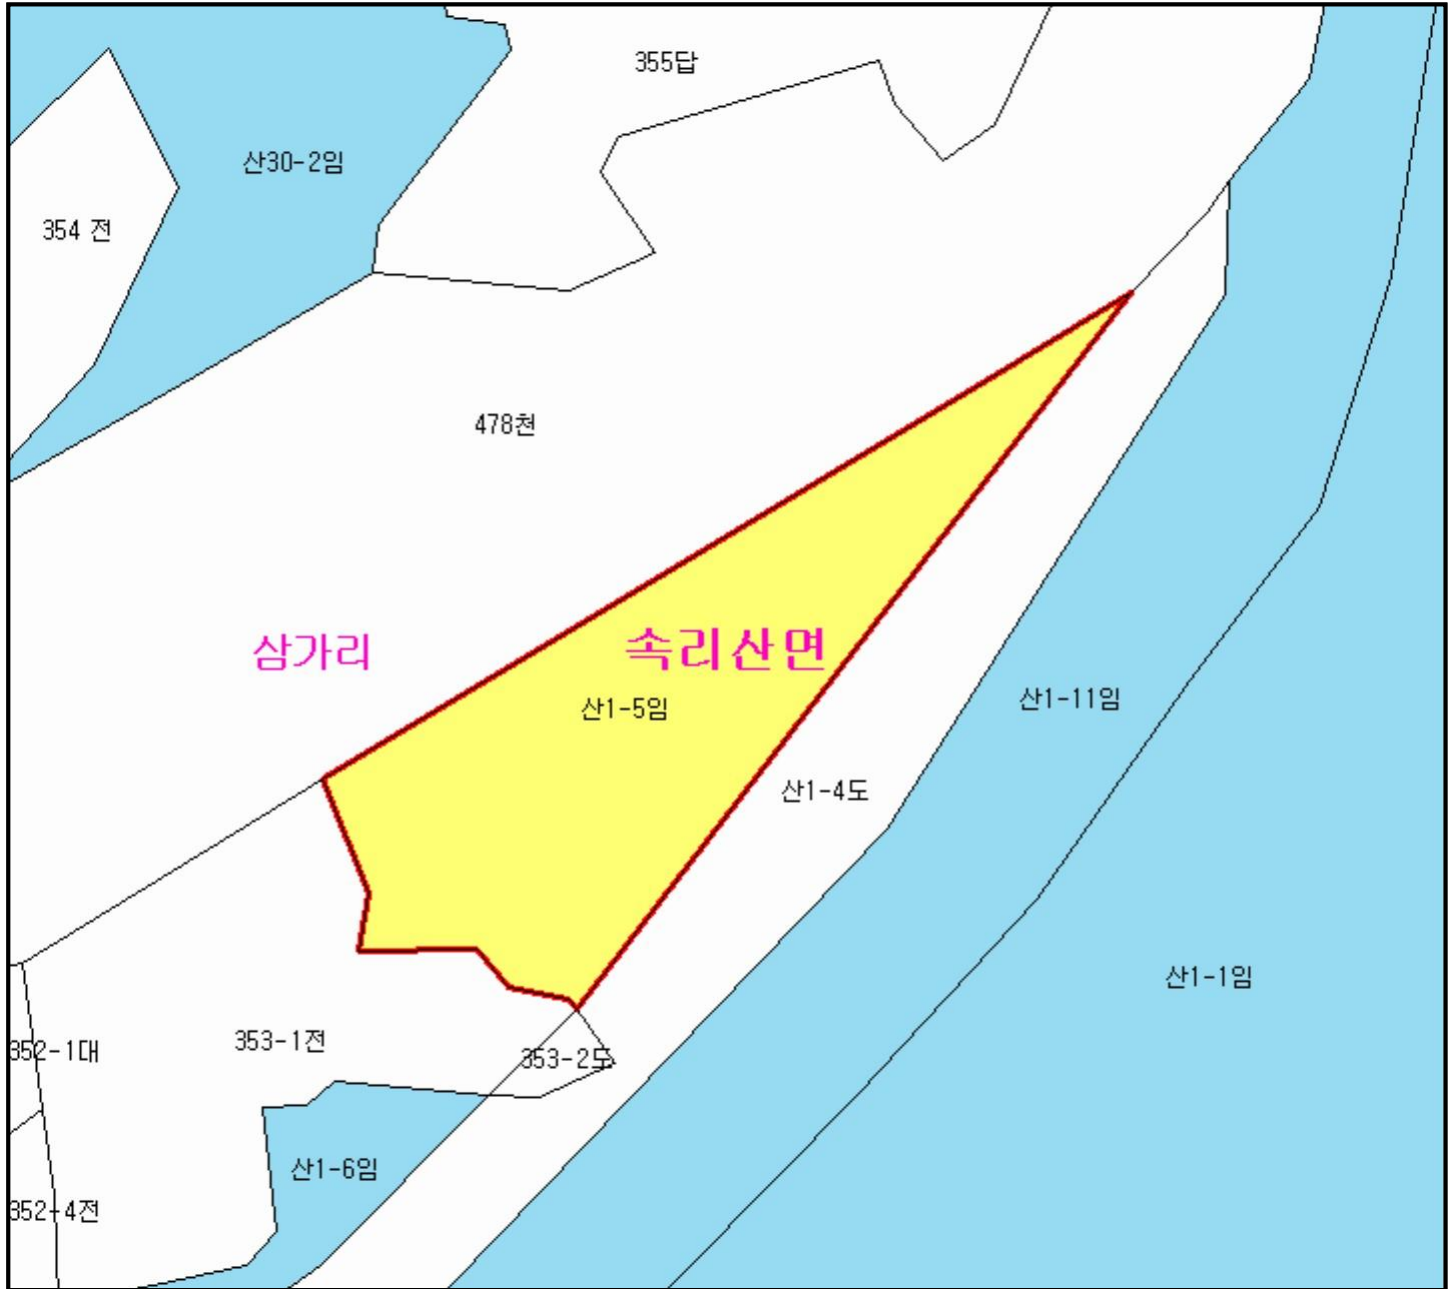 355답
산30-2임
354 전
478천
삼가리
속리산면
산1-5임
산1-11임
산1-4도
산1-1임
353-1전
352-1대
353-2도
산1-6임
352-4전